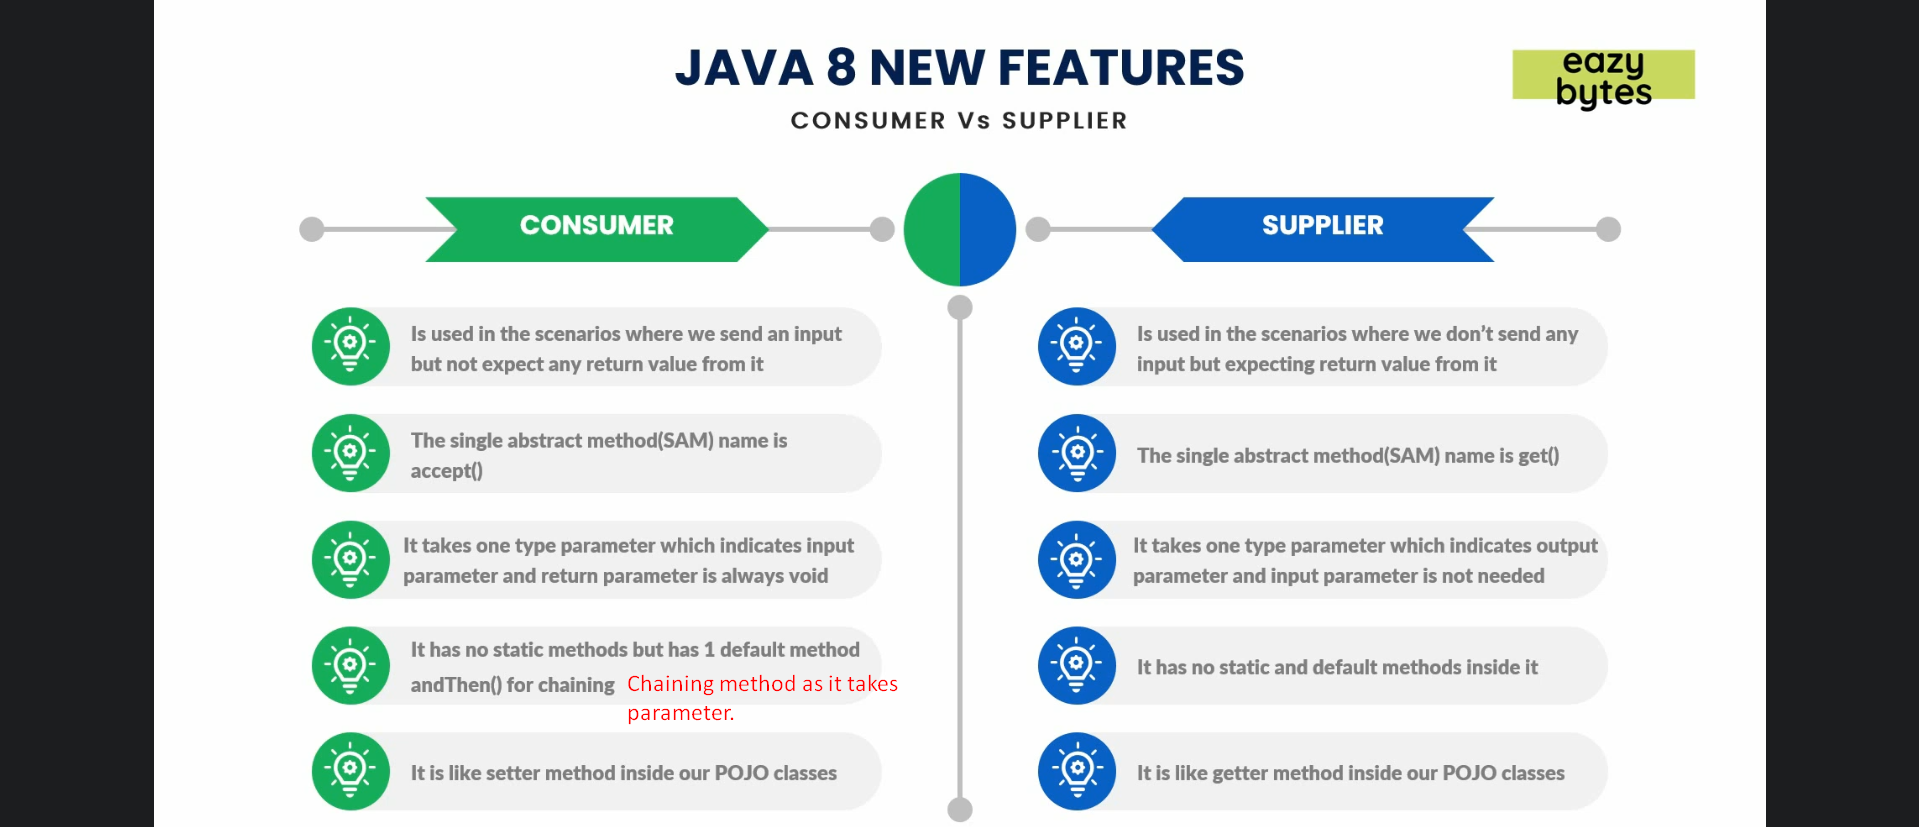 JAVA 8 NEW FEATURES
CONSUMER Vs SUPPLIER
eazy
bytes
CONSUMER
Is used in the scenarios where we send an input
but not expect any return value from it
The single abstract method(SAM) name is
accept()
It takes one type parameter which indicates input
parameter and return parameter is always void
It has no static methods but has 1 default method
andThen() for chaining Chaining method as it takes
parameter.
It is like setter method inside our POJO classes
SUPPLIER
Is used in the scenarios where we don’t send any
input but expecting return value from it
The single abstract method(SAM) name is get()
It takes one type parameter which indicates output
parameter and input parameter is not needed
It has no static and default methods inside it
It is like getter method inside our POJO classes